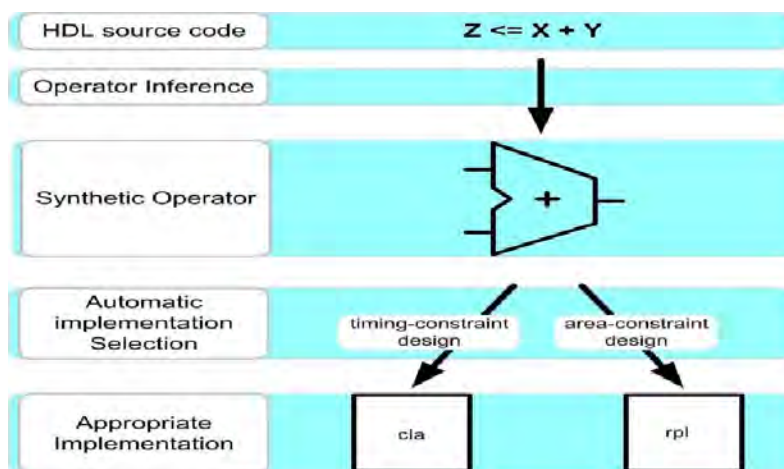 HDL source code
Z <= X + Y
Operator Inference
Synthetic Operator
+
Automatic
implementation
Selection
timing-constraint
design
area-constraint
design
Appropriate
Implementation
cla
rpl